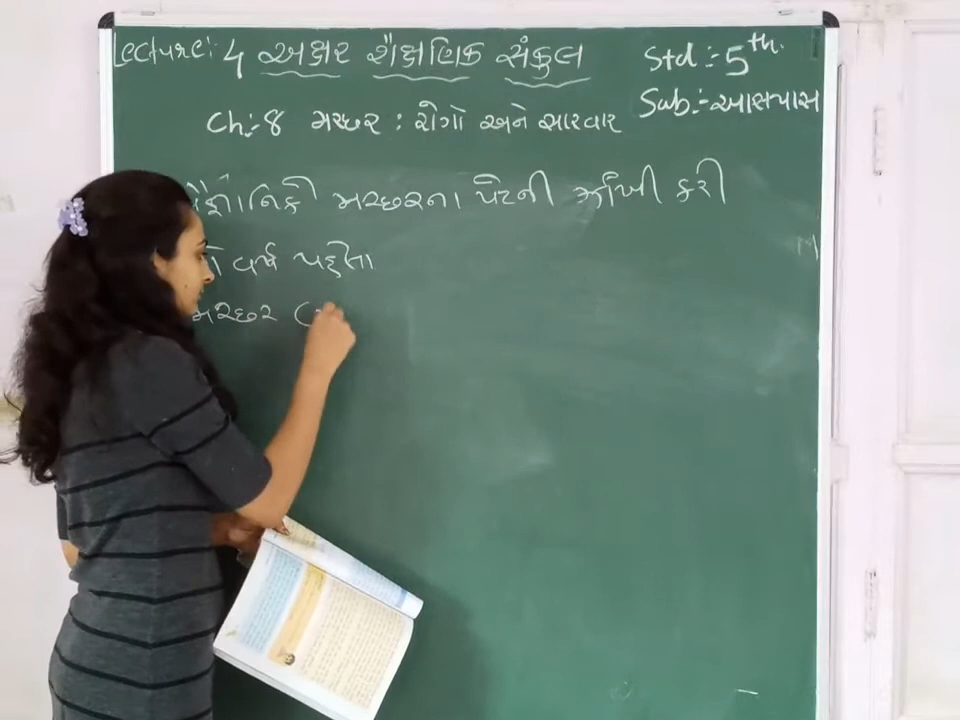 Lecture: 4 અક્ષર શૈક્ષણિક સંકુલ
Std :- 5th.
Sub:- આસપાસ
Ch:- 8 મચ્છર : રોગો અને સારવાર
મચ્છરના પેટની ઝાંખી કરી
વર્ષ પહેલા
મચ્છર (